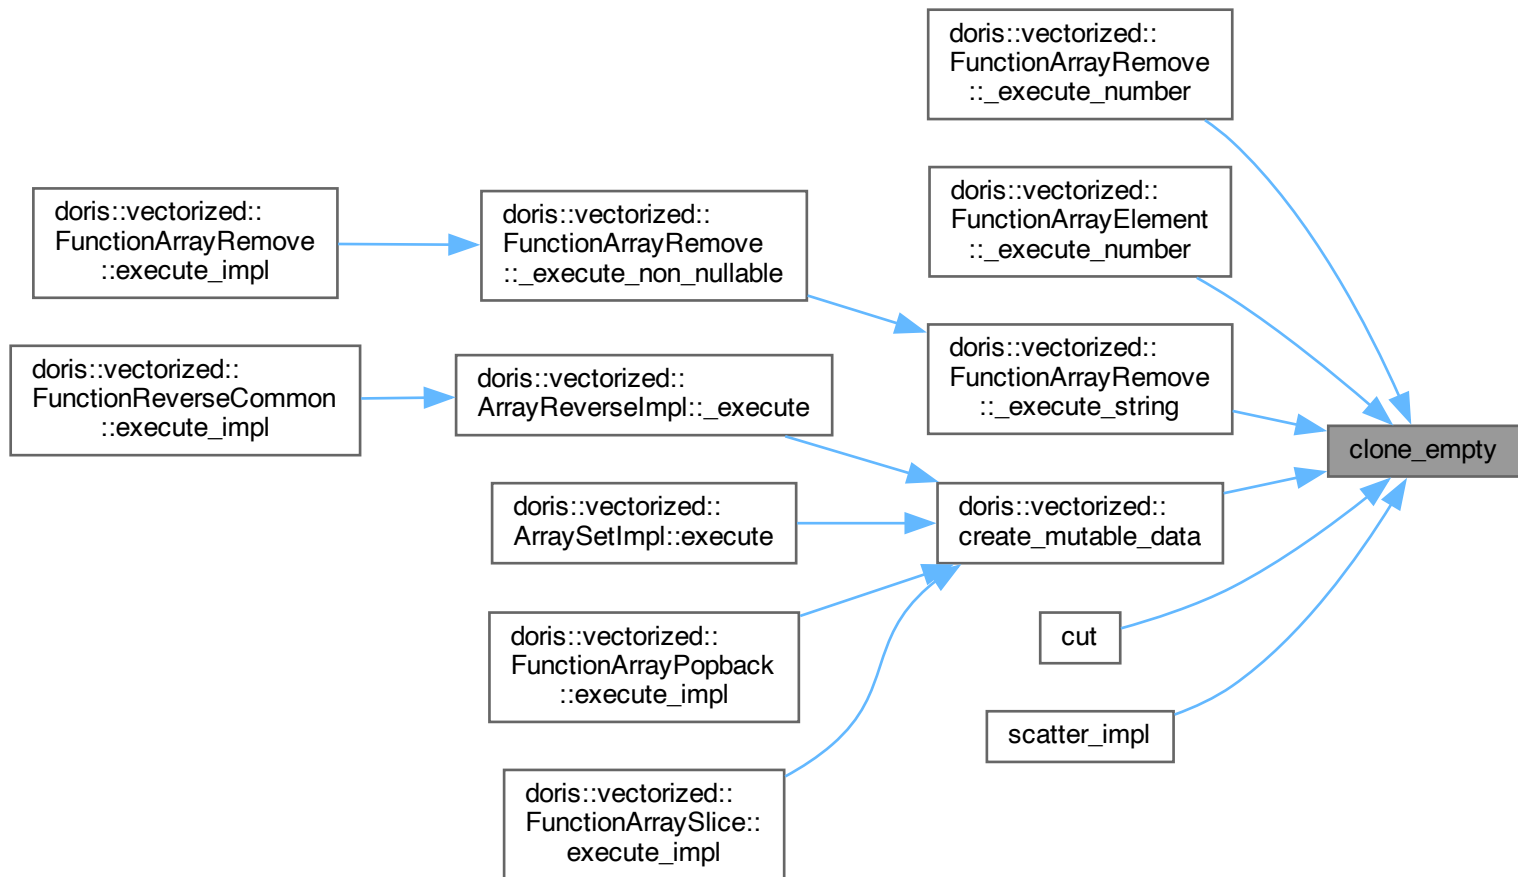 doris::vectorized::
FunctionArrayRemove
::_execute_number
doris::vectorized::
FunctionArrayElement
::_execute_number
doris::vectorized::
FunctionArrayRemove
::execute_impl
doris::vectorized::
FunctionArrayRemove
::_execute_non_nullable
doris::vectorized::
FunctionArrayRemove
::_execute_string
doris::vectorized::
FunctionReverseCommon
::execute_impl
doris::vectorized::
ArrayReverseImpl::_execute
clone_empty
doris::vectorized::
ArraySetImpl::execute
doris::vectorized::
create_mutable_data
doris::vectorized::
FunctionArrayPopback
::execute_impl
cut
scatter_impl
doris::vectorized::
FunctionArraySlice::
execute_impl